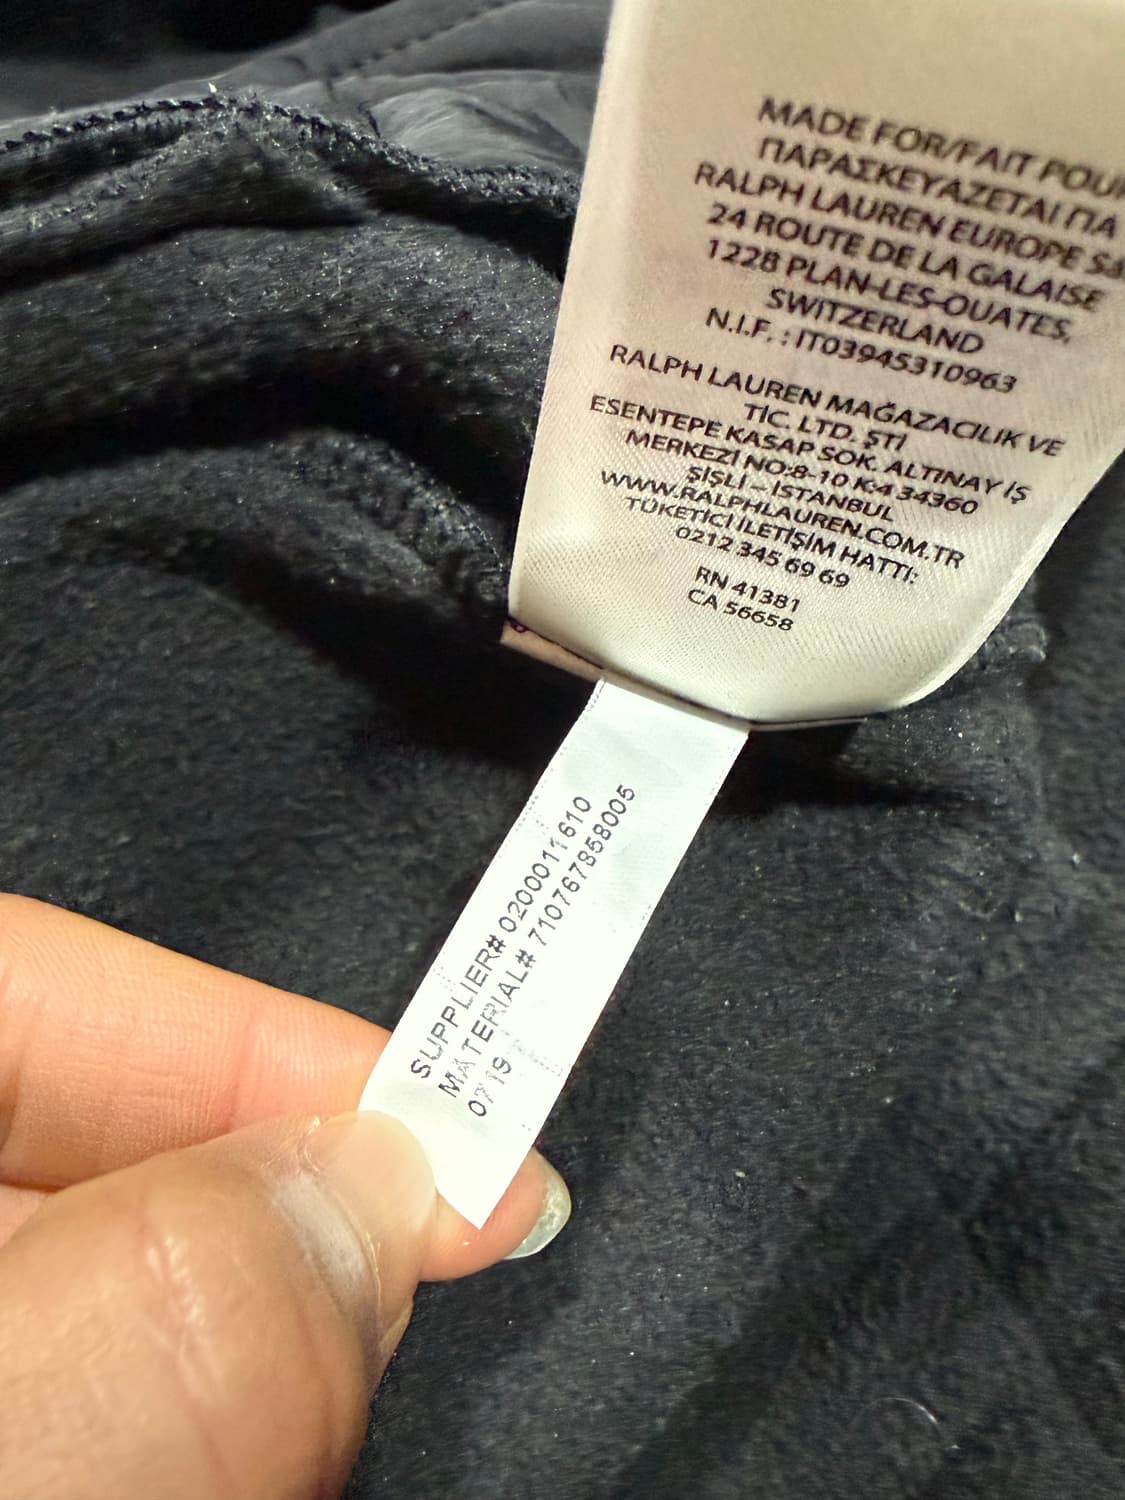 MADE FOR/FAIT POUR
ΠΑΡΑΣΚΕΥΑΖΕΤΑΙ ΓΙΑ
RALPH LAUREN EUROPE
24 ROUTE DE LA GALAISE
1228 PLAN-LES-OUATES,
SWITZERLAND
N.I.F. : IT03945310963
RALPH LAUREN MAĞAZACILIK VE
TİC. LTD. ŞTİ
ESENTEPE KASAP SOK. ALTINAY İŞ
MERKEZİ NO:8-10 K:4 34360
ŞİŞLİ – İSTANBUL
WWW.RALPHLAUREN.COM.TR
TÜKETİCİ İLETİŞİM HATTI:
0212 345 69 69
RN 41381
CA 56658
SUPPLIER# 0200011610
MATERIAL# 710767858005
0719